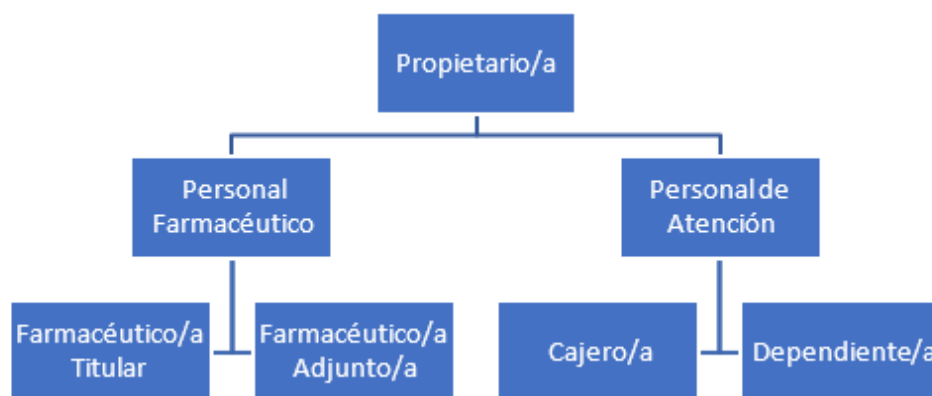 Propietario/a
Personal
Farmacéutico
Personal de
Atención
Farmacéutico/a
Titular
Farmacéutico/a
Adjunto/a
Cajero/a
Dependiente/a